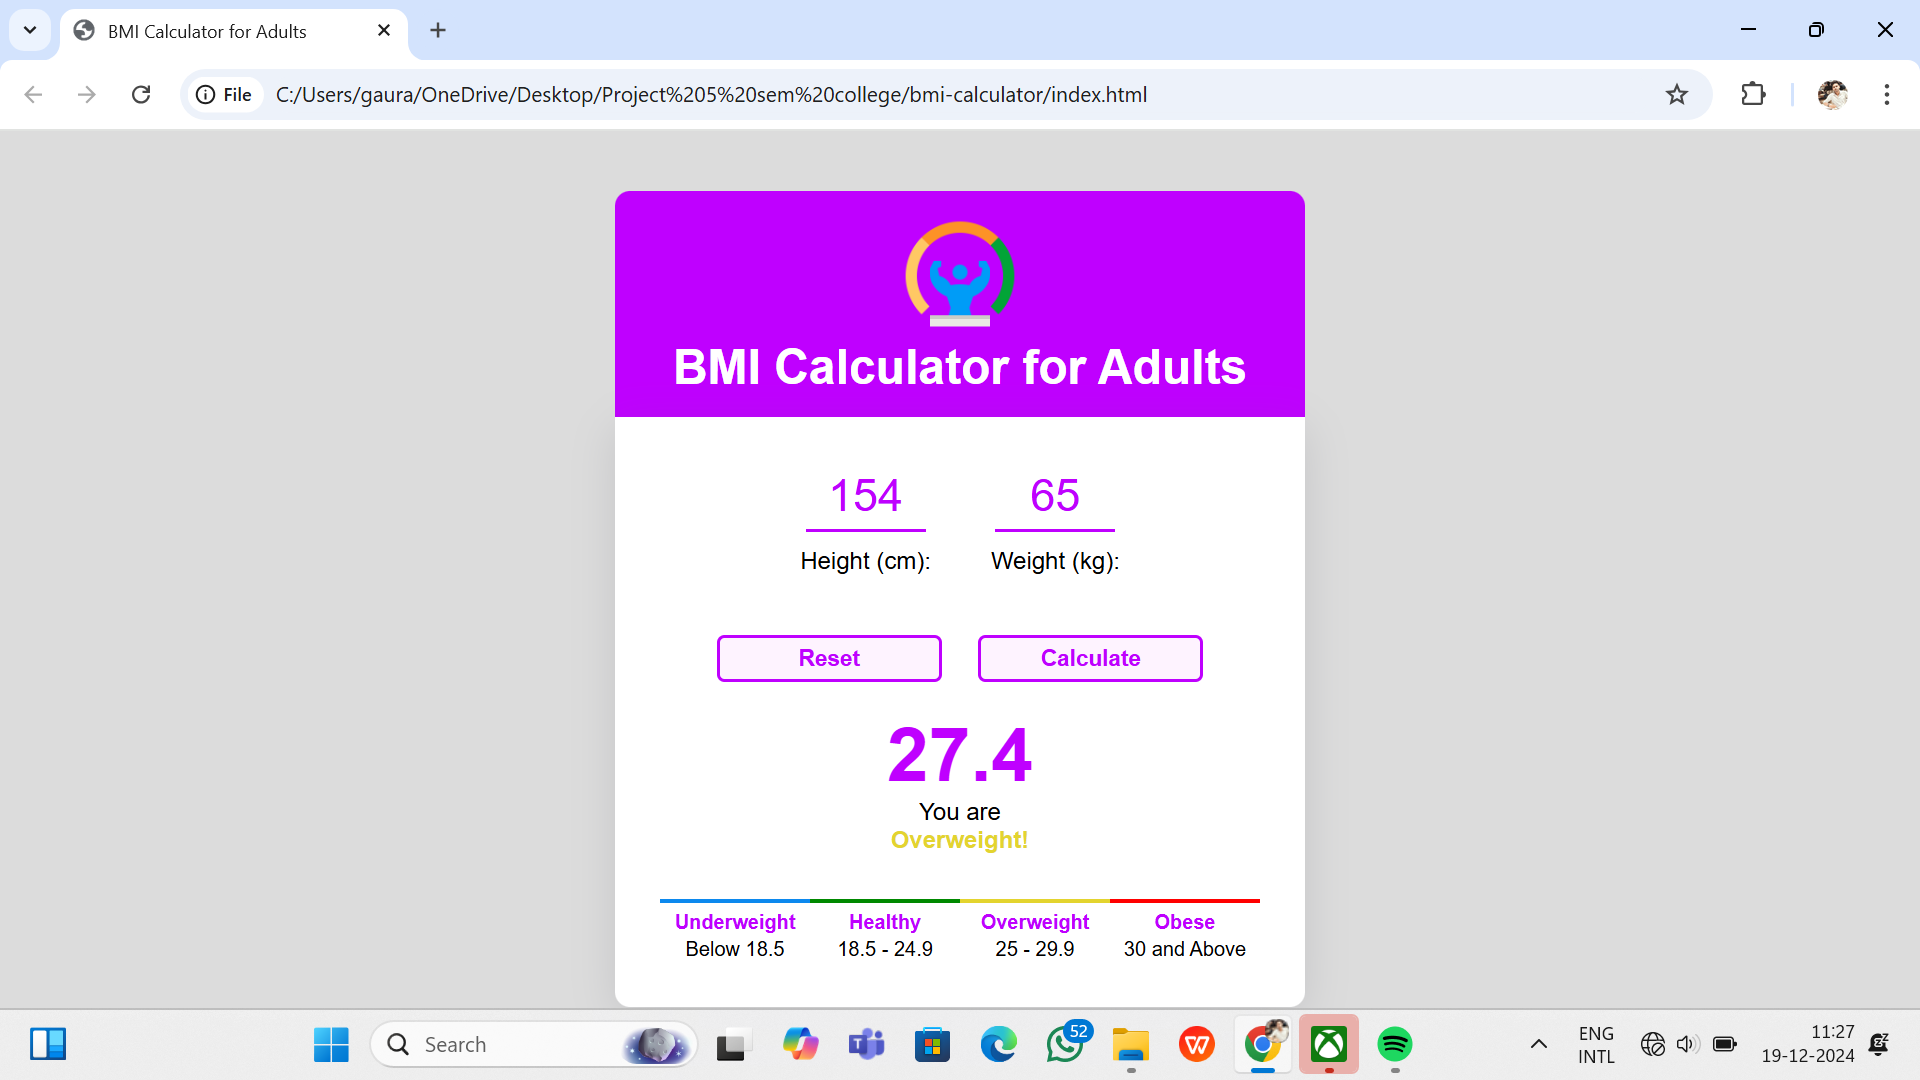 BMI Calculator for Adults
File C:/Users/gaura/OneDrive/Desktop/Project%205%20sem%20college/bmi-calculator/index.html
BMI Calculator for Adults
154 65
Height (cm): Weight (kg):
Reset Calculate
27.4
You are
Overweight!
Underweight Healthy Overweight Obese
Below 18.5 18.5 - 24.9 25 - 29.9 30 and Above
Search
T
52
W
ENG
INTL
11:27
19-12-2024